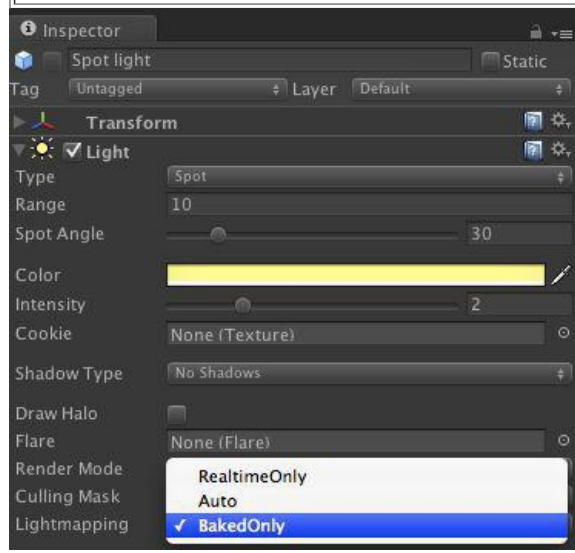 Inspector
Spot light Static
Tag Untagged Layer Default
Transform
Light
Type Spot
Range 10
Spot Angle 30
Color
Intensity 2
Cookie None (Texture)
Shadow Type No Shadows
Draw Halo
Flare None (Flare)
Render Mode
RealtimeOnly
Culling Mask
Auto
Lightmapping ✓ BakedOnly